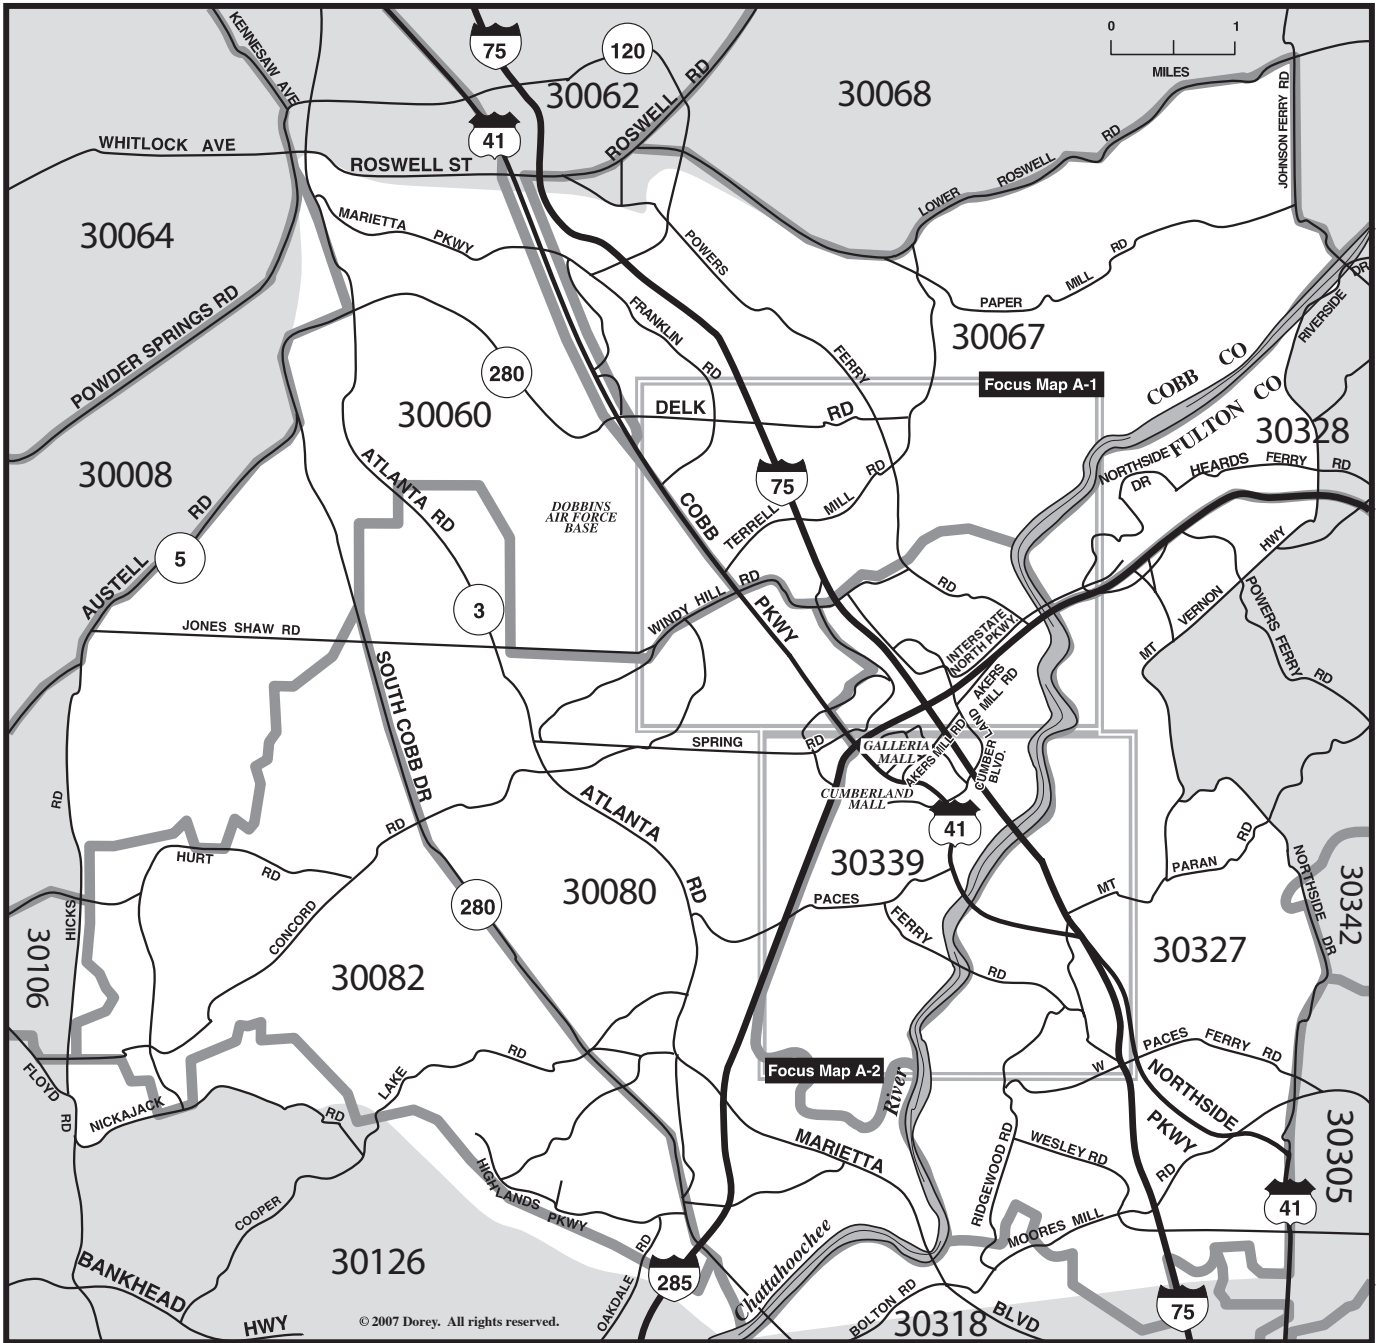 KENNESAW AVE
75
120
0 1
MILES
30062
30068
ROSWELL RD
41
WHITLOCK AVE
ROSWELL ST
LOWER ROSWELL RD
JOHNSON FERRY RD
30064
MARIETTA PKWY
POWERS FERRY RD
PAPER MILL RD
RIVERSIDE DR
POWDER SPRINGS RD
FRANKLIN RD
30067
COBB CO
FULTON CO
280
Focus Map A-1
30060
DELK RD
30328
30008
ATLANTA RD
NORTHSIDE DR
HEARDS FERRY RD
75
DOBBINS
AIR FORCE
BASE
COBB PKWY
TERRELL MILL RD
AUSTELL RD
5
3
WINDY HILL RD
MT VERNON HWY
POWERS FERRY RD
JONES SHAW RD
INTERSTATE
NORTH PKWY.
SOUTH COBB DR
AKERS
MILL RD
SPRING RD
GALLERIA
MALL
AKERS MILL RD
CUMBERLAND
BLVD.
CUMBERLAND
MALL
41
ATLANTA RD
HICKS RD
HURT RD
CONCORD RD
280
30080
30339
PACES FERRY RD
MT PARAN RD
NORTHSIDE DR
30342
30106
30082
30327
FLOYD RD
NICKAJACK RD
COOPER LAKE RD
Focus Map A-2
River
W PACES FERRY RD
NORTHSIDE PKWY
30305
HIGHLANDS PKWY
MARIETTA BLVD
RIDGEWOOD RD
WESLEY RD
MOORES MILL RD
41
30126
BANKHEAD HWY
OAKDALE RD
285
Chattahoochee
BOLTON RD
30318
75
© 2007 Dorey. All rights reserved.